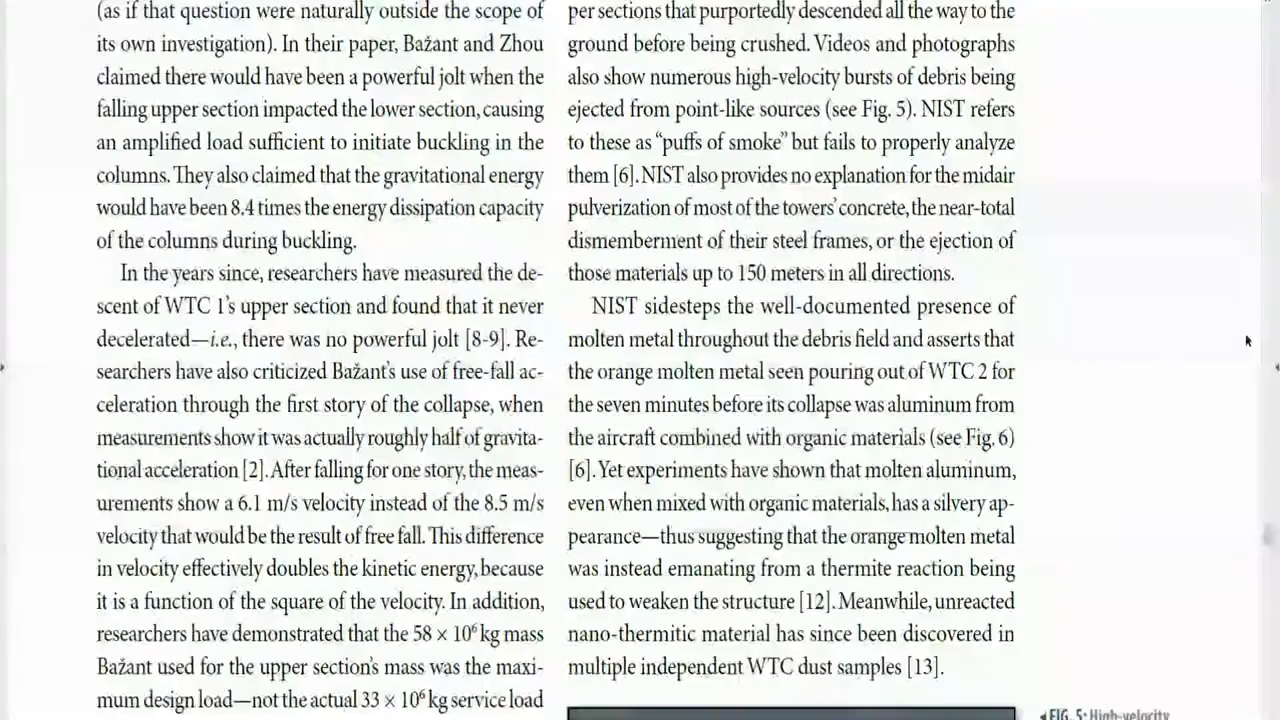 (as if that question were naturally outside the scope of
its own investigation). In their paper, Bažant and Zhou
claimed there would have been a powerful jolt when the
falling upper section impacted the lower section, causing
an amplified load sufficient to initiate buckling in the
columns. They also claimed that the gravitational energy
would have been 8.4 times the energy dissipation capacity
of the columns during buckling.
In the years since, researchers have measured the de-
scent of WTC 1's upper section and found that it never
decelerated—i.e., there was no powerful jolt [8-9]. Re-
searchers have also criticized Bažant's use of free-fall ac-
celeration through the first story of the collapse, when
measurements show it was actually roughly half of gravita-
tional acceleration [2]. After falling for one story, the meas-
urements show a 6.1 m/s velocity instead of the 8.5 m/s
velocity that would be the result of free fall. This difference
in velocity effectively doubles the kinetic energy, because
it is a function of the square of the velocity. In addition,
researchers have demonstrated that the 58 × 10⁶ kg mass
Bažant used for the upper section's mass was the maxi-
mum design load—not the actual 33 × 10⁶ kg service load
per sections that purportedly descended all the way to the
ground before being crushed. Videos and photographs
also show numerous high-velocity bursts of debris being
ejected from point-like sources (see Fig. 5). NIST refers
to these as “puffs of smoke” but fails to properly analyze
them [6]. NIST also provides no explanation for the midair
pulverization of most of the towers' concrete, the near-total
dismemberment of their steel frames, or the ejection of
those materials up to 150 meters in all directions.
NIST sidesteps the well-documented presence of
molten metal throughout the debris field and asserts that
the orange molten metal seen pouring out of WTC 2 for
the seven minutes before its collapse was aluminum from
the aircraft combined with organic materials (see Fig. 6)
[6]. Yet experiments have shown that molten aluminum,
even when mixed with organic materials, has a silvery ap-
pearance—thus suggesting that the orange molten metal
was instead emanating from a thermite reaction being
used to weaken the structure [12]. Meanwhile, unreacted
nano-thermitic material has since been discovered in
multiple independent WTC dust samples [13].
◂FIG. 5: High-velocity